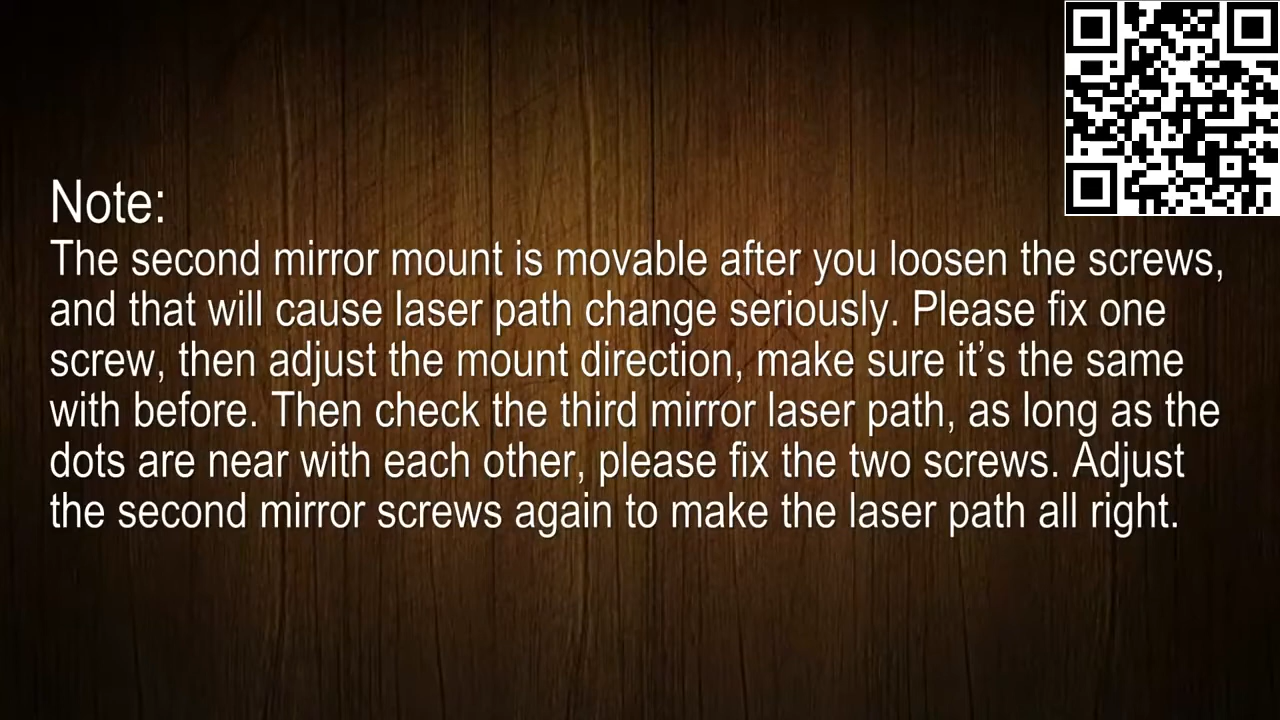 Note:
The second mirror mount is movable after you loosen the screws,
and that will cause laser path change seriously. Please fix one
screw, then adjust the mount direction, make sure it’s the same
with before. Then check the third mirror laser path, as long as the
dots are near with each other, please fix the two screws. Adjust
the second mirror screws again to make the laser path all right.